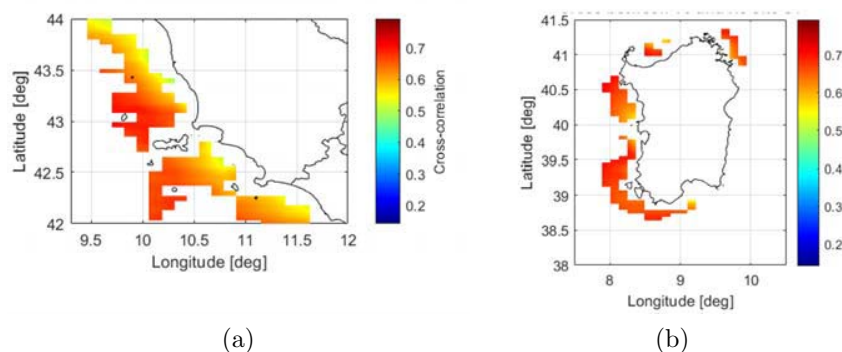 44
43.5
43
42.5
42
Latitude [deg]
9.5 10 10.5 11 11.5 12
Longitude [deg]
0.7
0.6
0.5
0.4
0.3
0.2
Cross-correlation
(a)
41.5
41
40.5
40
39.5
39
38.5
38
Latitude [deg]
8 9 10
Longitude [deg]
0.7
0.6
0.5
0.4
0.3
0.2
(b)